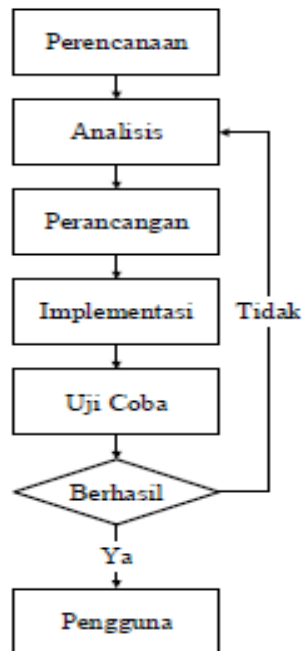 Perencanaan
Analisis
Perancangan
Implementasi
Tidak
Uji Coba
Berhasil
Ya
Pengguna